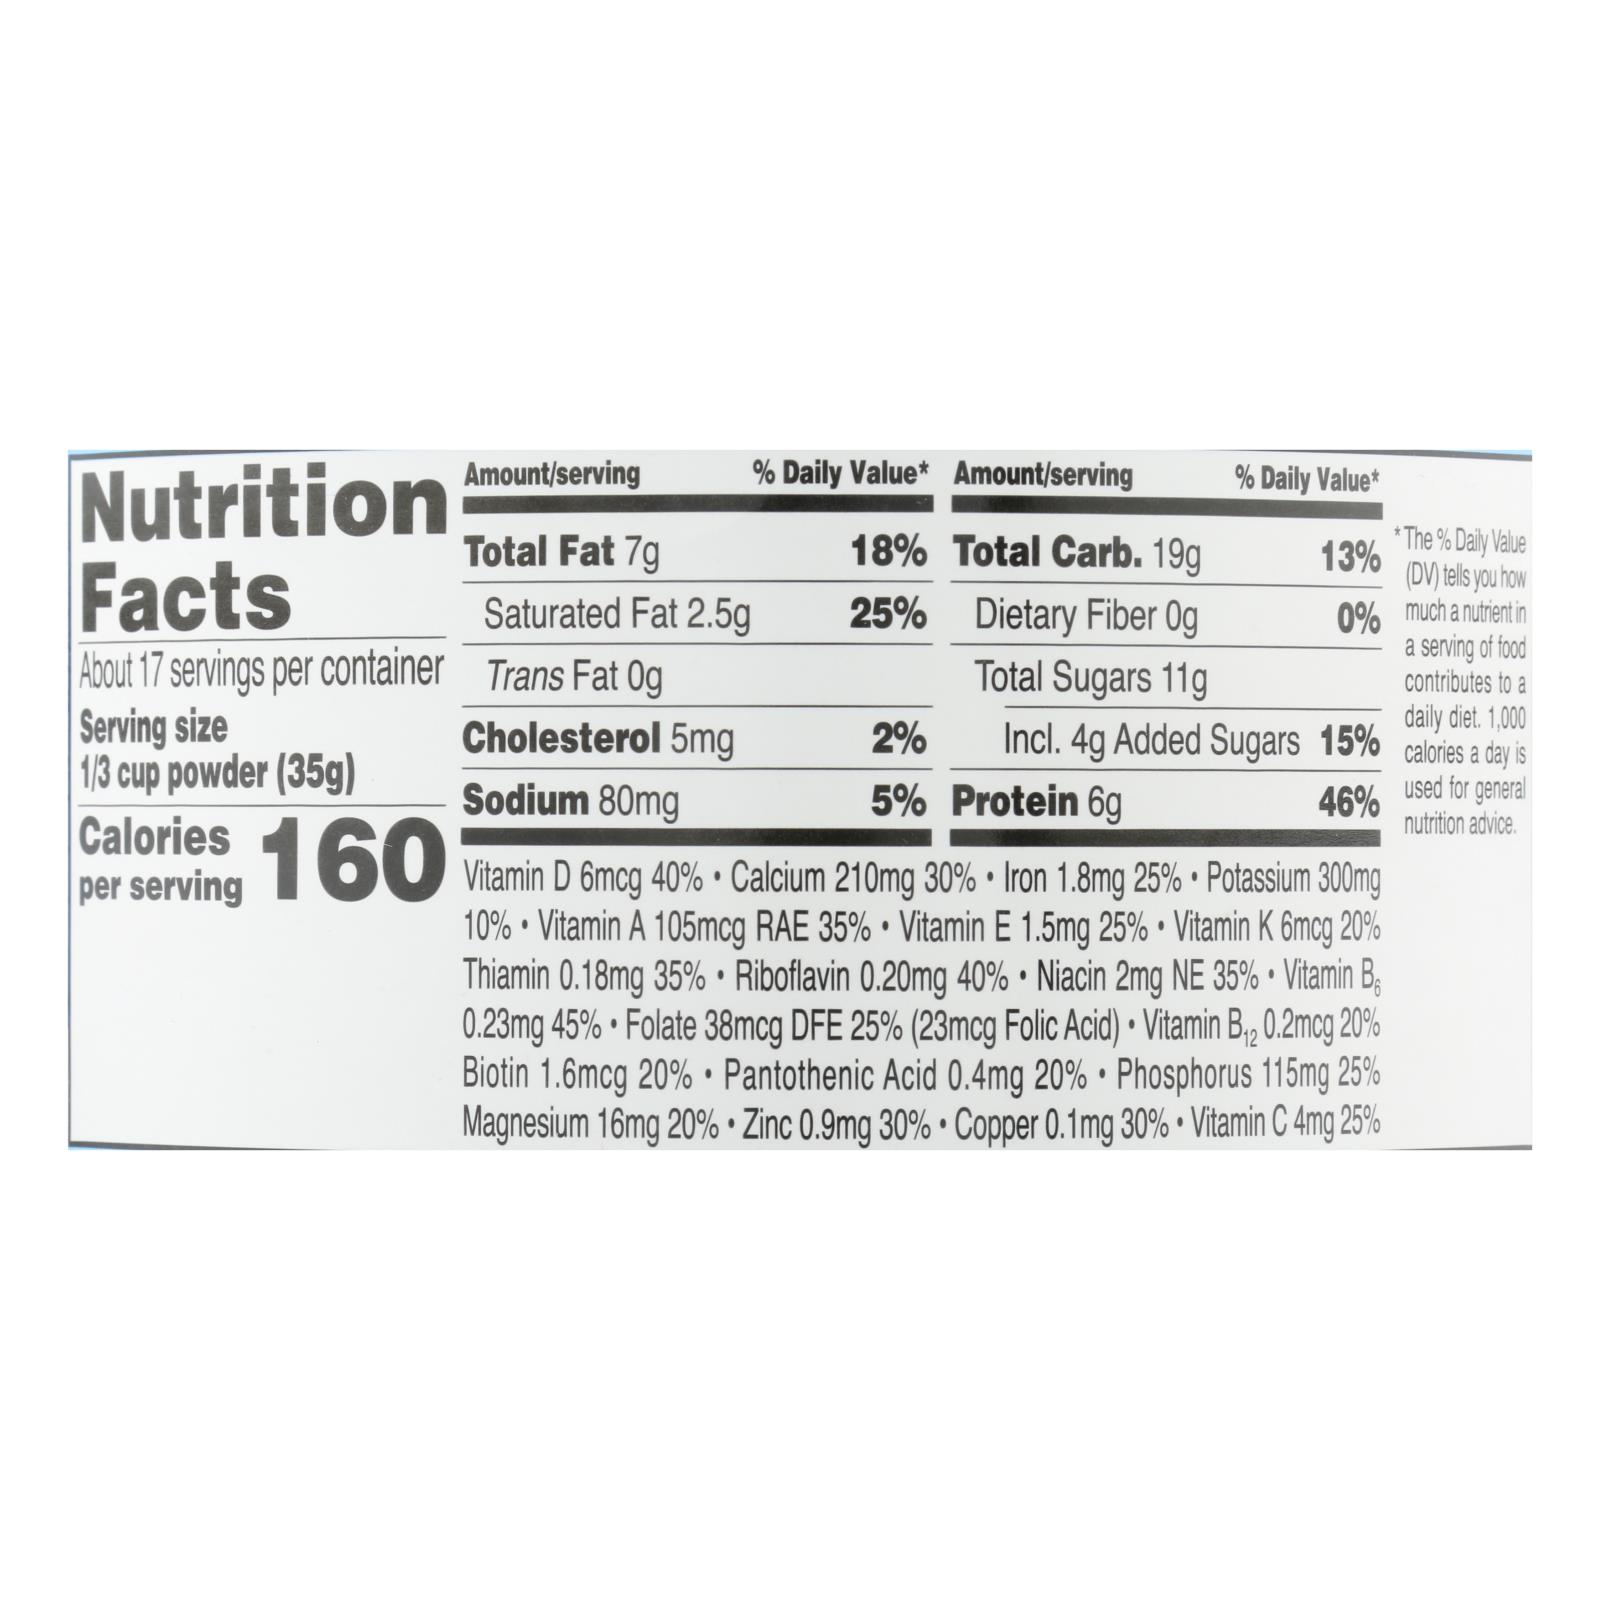 Nutrition
Facts
About 17 servings per container
Serving size
1/3 cup powder (35g)
Calories
per serving 160
Amount/serving % Daily Value*
Total Fat 7g 18%
Saturated Fat 2.5g 25%
Trans Fat 0g
Cholesterol 5mg 2%
Sodium 80mg 5%
Amount/serving % Daily Value*
Total Carb. 19g 13%
Dietary Fiber 0g 0%
Total Sugars 11g
Incl. 4g Added Sugars 15%
Protein 6g 46%
Vitamin D 6mcg 40% • Calcium 210mg 30% • Iron 1.8mg 25% • Potassium 300mg
10% • Vitamin A 105mcg RAE 35% • Vitamin E 1.5mg 25% • Vitamin K 6mcg 20%
Thiamin 0.18mg 35% • Riboflavin 0.20mg 40% • Niacin 2mg NE 35% • Vitamin B6
0.23mg 45% • Folate 38mcg DFE 25% (23mcg Folic Acid) • Vitamin B12 0.2mcg 20%
Biotin 1.6mcg 20% • Pantothenic Acid 0.4mg 20% • Phosphorus 115mg 25%
Magnesium 16mg 20% • Zinc 0.9mg 30% • Copper 0.1mg 30% • Vitamin C 4mg 25%
*The % Daily Value
(DV) tells you how
much a nutrient in
a serving of food
contributes to a
daily diet. 1,000
calories a day is
used for general
nutrition advice.